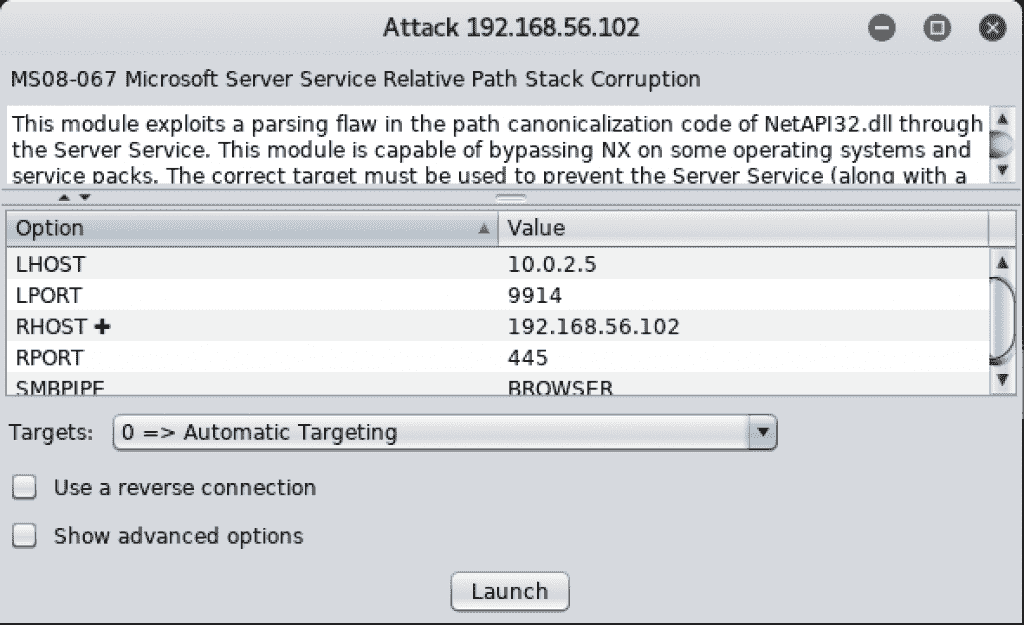 Attack 192.168.56.102
MS08-067 Microsoft Server Service Relative Path Stack Corruption
This module exploits a parsing flaw in the path canonicalization code of NetAPI32.dll through
the Server Service. This module is capable of bypassing NX on some operating systems and
service packs. The correct target must be used to prevent the Server Service (along with a
Option Value
LHOST 10.0.2.5
LPORT 9914
RHOST ✚ 192.168.56.102
RPORT 445
SMBPIPE BROWSER
Targets: 0 => Automatic Targeting
Use a reverse connection
Show advanced options
Launch